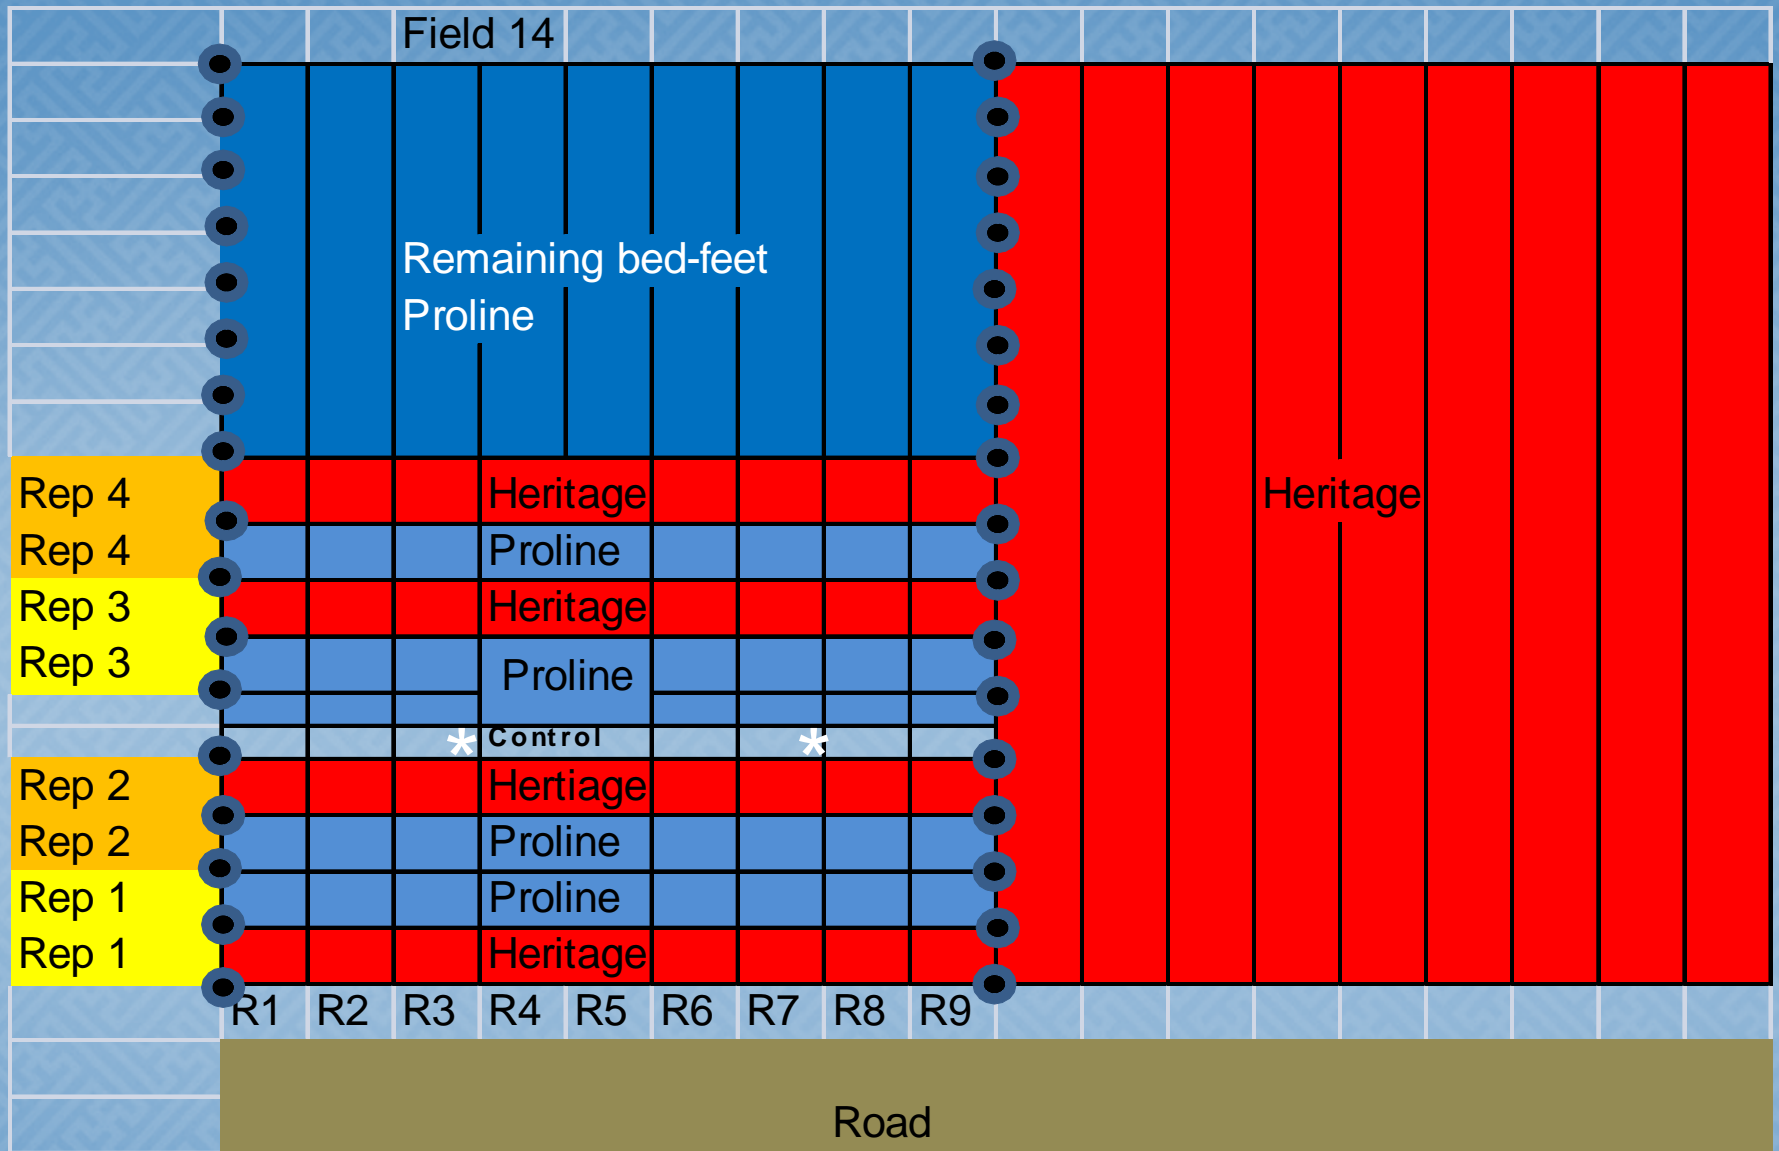 Field 14
Remaining bed-feet
Proline
Rep 4 Heritage Heritage
Rep 4 Proline
Rep 3 Heritage
Rep 3 Proline
* Control *
Rep 2 Hertiage
Rep 2 Proline
Rep 1 Proline
Rep 1 Heritage
R1 R2 R3 R4 R5 R6 R7 R8 R9
Road